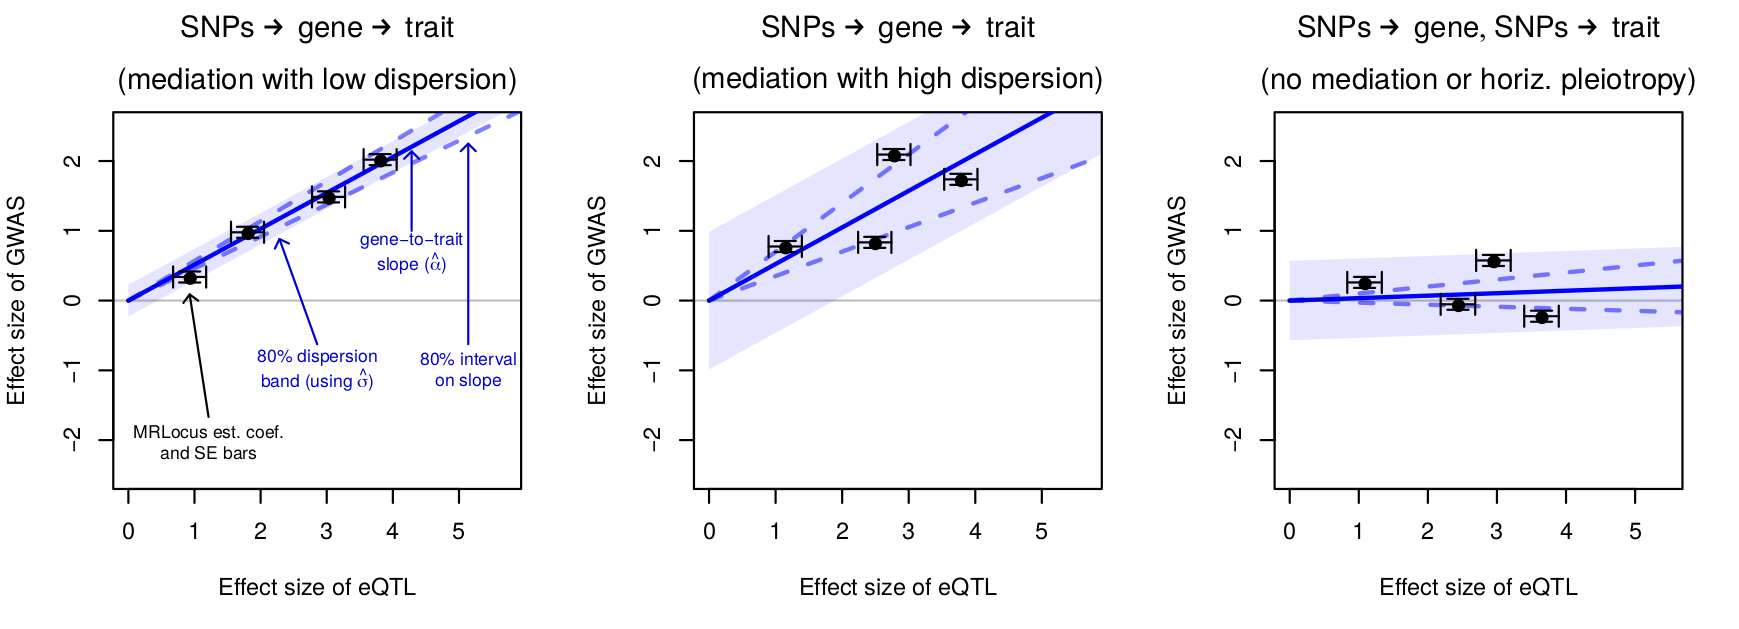 SNPs → gene → trait
(mediation with low dispersion)
Effect size of GWAS
2
1
0
−1
−2
gene−to−trait
slope (α̂)
80% dispersion
band (using σ̂)
80% interval
on slope
MRLocus est. coef.
and SE bars
0 1 2 3 4 5
Effect size of eQTL
SNPs → gene → trait
(mediation with high dispersion)
Effect size of GWAS
2
1
0
−1
−2
0 1 2 3 4 5
Effect size of eQTL
SNPs → gene, SNPs → trait
(no mediation or horiz. pleiotropy)
Effect size of GWAS
2
1
0
−1
−2
0 1 2 3 4 5
Effect size of eQTL